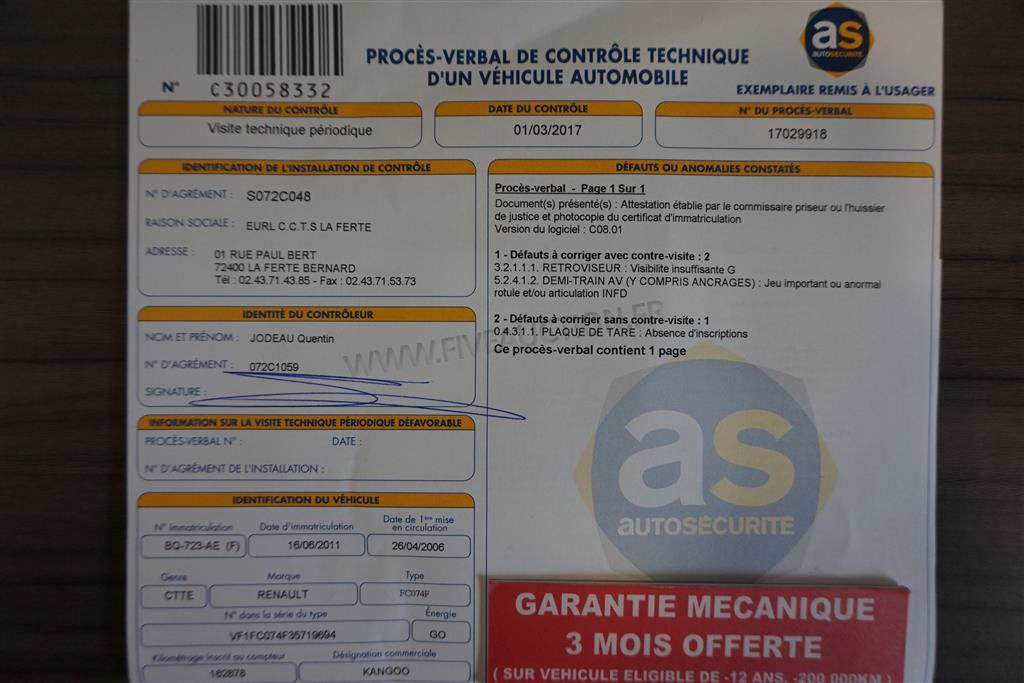 PROCÈS-VERBAL DE CONTRÔLE TECHNIQUE
D'UN VÉHICULE AUTOMOBILE
as
AUTOSÉCURITÉ
N° C30058332
EXEMPLAIRE REMIS À L'USAGER
NATURE DU CONTRÔLE
Visite technique périodique
DATE DU CONTRÔLE
01/03/2017
N° DU PROCÈS-VERBAL
17029918
IDENTIFICATION DE L'INSTALLATION DE CONTRÔLE
N° D'AGRÉMENT : S072C048
RAISON SOCIALE : EURL C.C.T.S LA FERTE
ADRESSE : 01 RUE PAUL BERT
72400 LA FERTE BERNARD
Tél : 02.43.71.43.85 - Fax : 02.43.71.53.73
IDENTITÉ DU CONTRÔLEUR
NOM ET PRÉNOM : JODEAU Quentin
N° D'AGRÉMENT : 072C1059
SIGNATURE :
INFORMATION SUR LA VISITE TECHNIQUE PÉRIODIQUE DÉFAVORABLE
PROCÈS-VERBAL N° : DATE :
N° D'AGRÉMENT DE L'INSTALLATION :
IDENTIFICATION DU VÉHICULE
N° Immatriculation
BQ-723-AE (F)
Date d'immatriculation
16/06/2011
Date de 1ère mise
en circulation
26/04/2006
Genre
CTTE
Marque
RENAULT
Type
FC074F
N° dans la série du type
VF1FC074F35719694
Énergie
GO
Kilométrage inscrit au compteur
162878
Désignation commerciale
KANGOO
DÉFAUTS OU ANOMALIES CONSTATÉS
Procès-verbal - Page 1 Sur 1
Document(s) présenté(s) : Attestation établie par le commissaire priseur ou l'huissier
de justice et photocopie du certificat d'immatriculation
Version du logiciel : C08.01
1 - Défauts à corriger avec contre-visite : 2
3.2.1.1.1. RETROVISEUR : Visibilite insuffisante G
5.2.4.1.2. DEMI-TRAIN AV (Y COMPRIS ANCRAGES) : Jeu important ou anormal
rotule et/ou articulation INFD
2 - Défauts à corriger sans contre-visite : 1
0.4.3.1.1. PLAQUE DE TARE : Absence d'inscriptions
Ce procès-verbal contient 1 page
WWW.FIVEAUCTION.FR
as
AUTOSÉCURITÉ
GARANTIE MECANIQUE
3 MOIS OFFERTE
( SUR VEHICULE ELIGIBLE DE -12 ANS, -200 000KM )